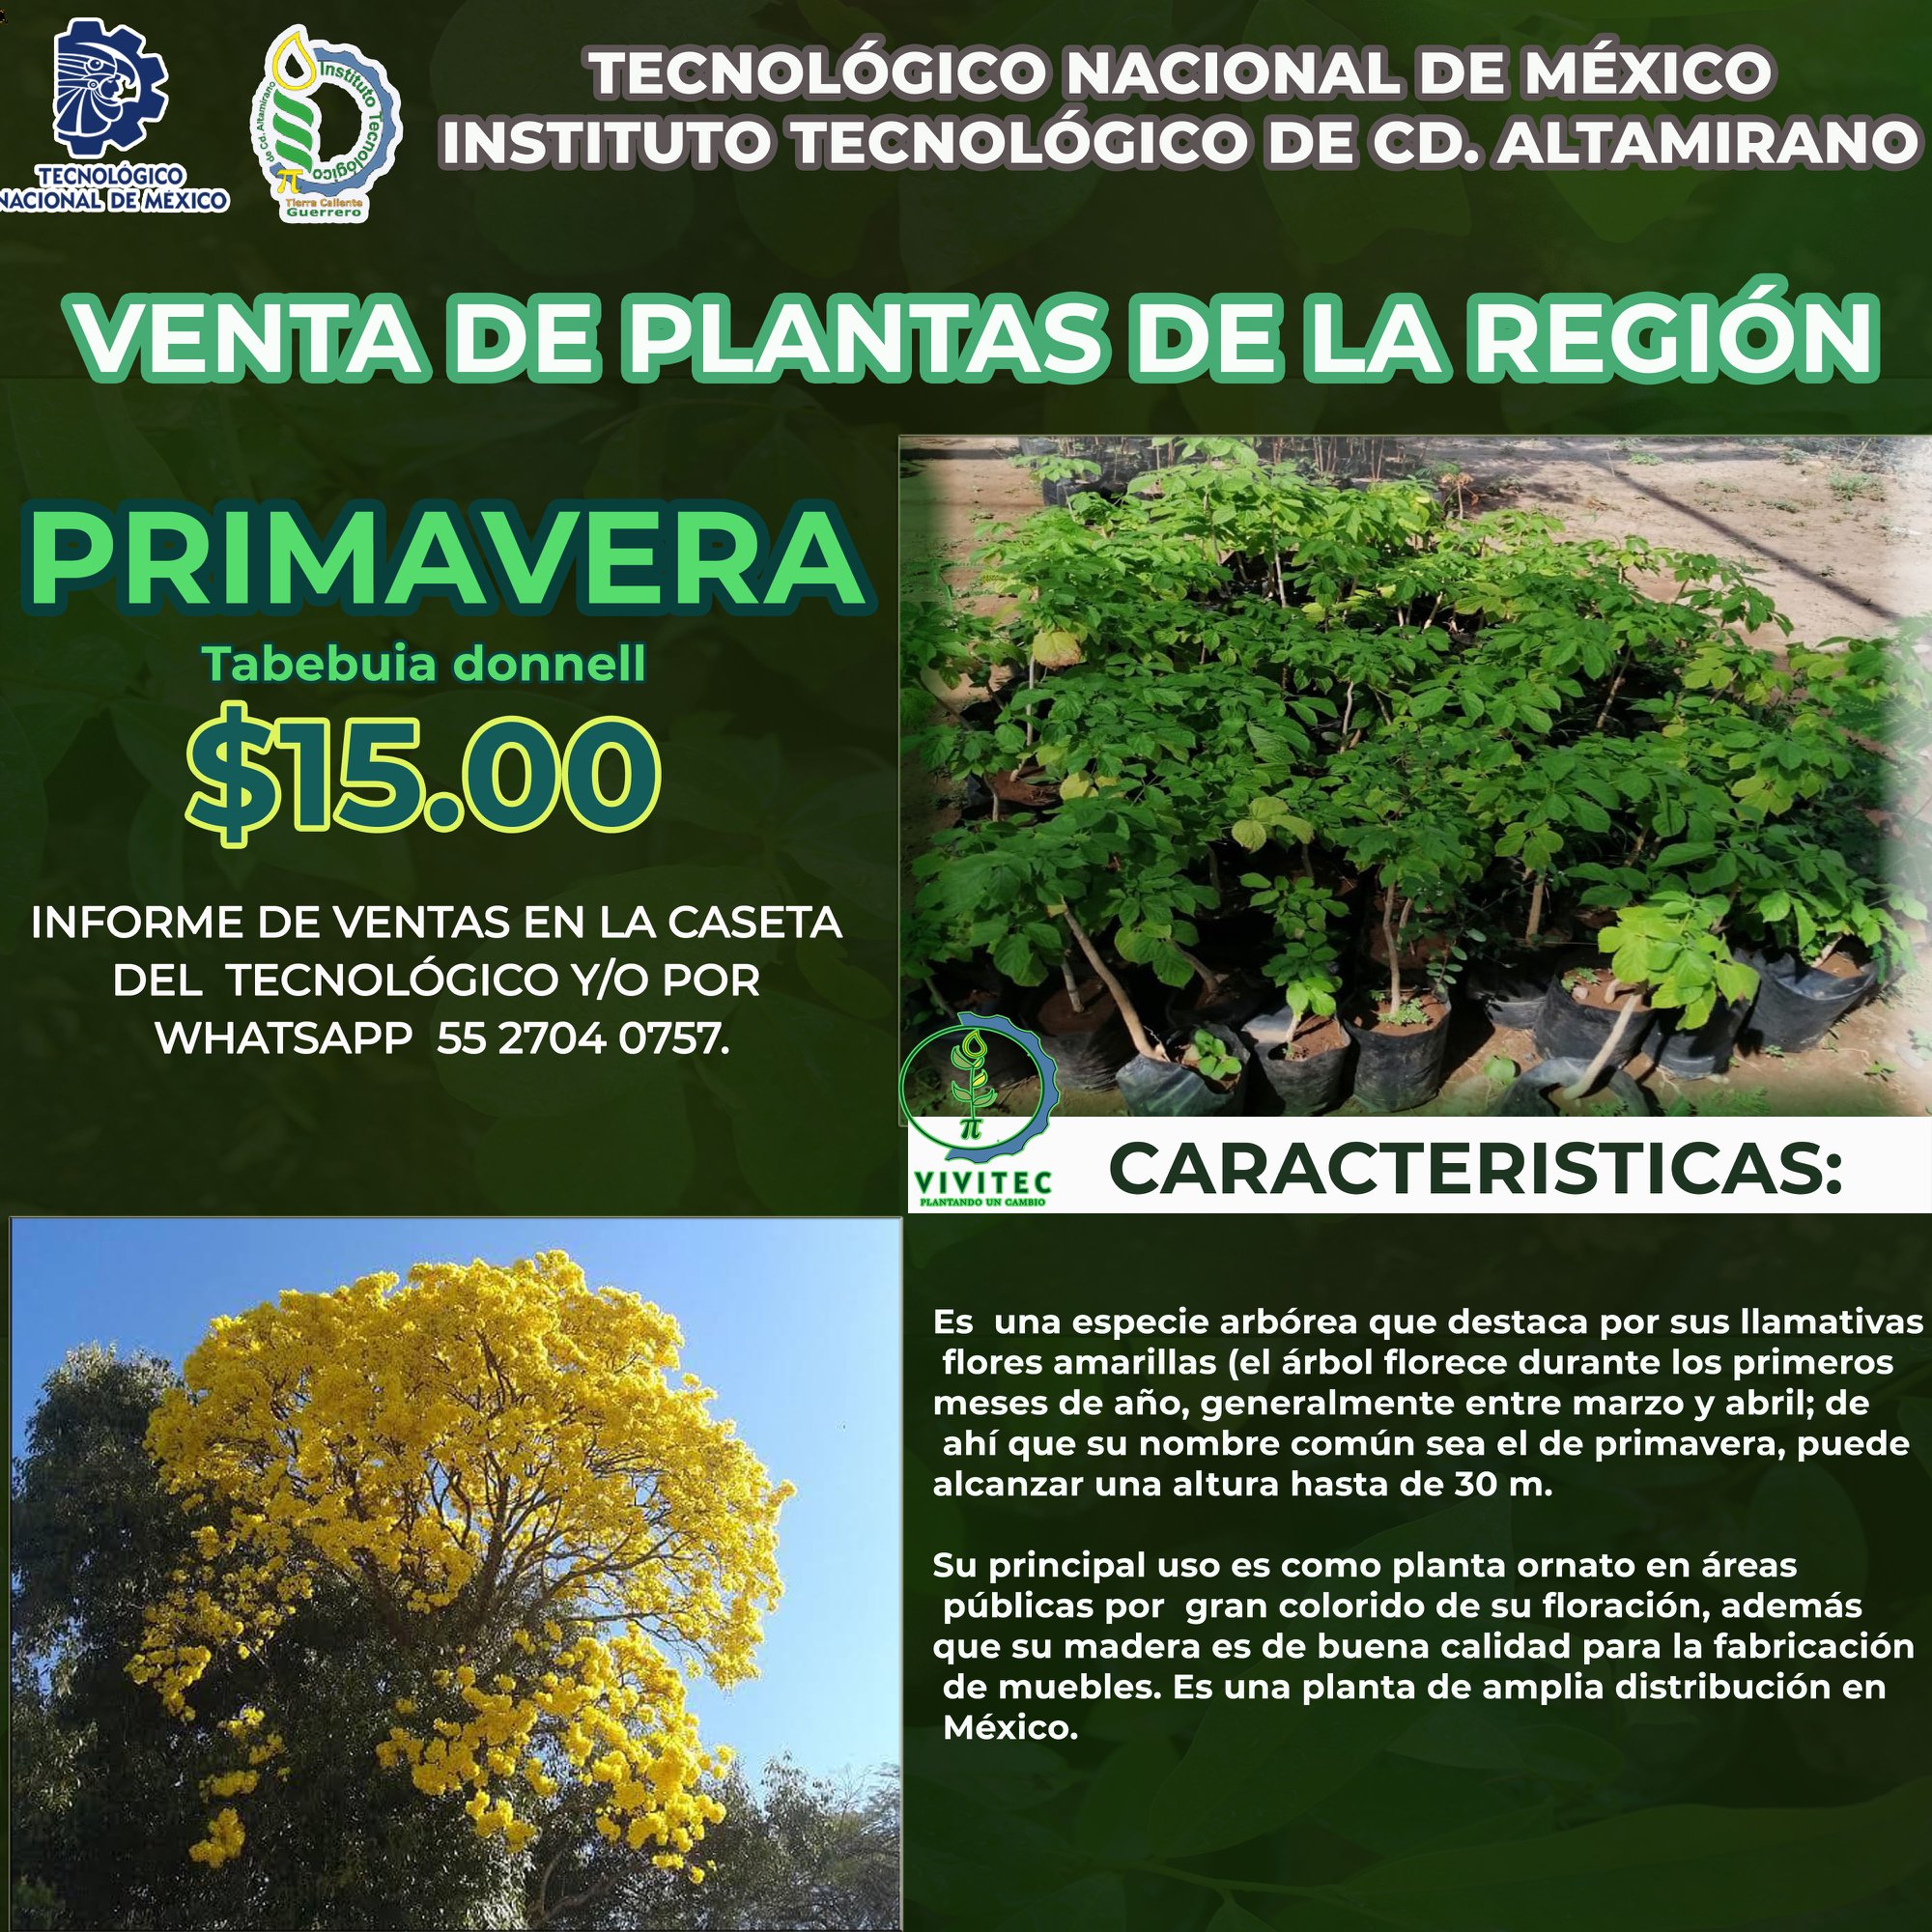 TECNOLÓGICO NACIONAL DE MÉXICO
INSTITUTO TECNOLÓGICO DE CD. ALTAMIRANO
TECNOLÓGICO
NACIONAL DE MÉXICO
Instituto Tecnológico
de Cd. Altamirano
π
Tierra Caliente
Guerrero
VENTA DE PLANTAS DE LA REGIÓN
PRIMAVERA
Tabebuia donnell
$15.00
INFORME DE VENTAS EN LA CASETA
DEL TECNOLÓGICO Y/O POR
WHATSAPP 55 2704 0757.
π
VIVITEC
PLANTANDO UN CAMBIO
CARACTERISTICAS:
Es una especie arbórea que destaca por sus llamativas
flores amarillas (el árbol florece durante los primeros
meses de año, generalmente entre marzo y abril; de
ahí que su nombre común sea el de primavera, puede
alcanzar una altura hasta de 30 m.
Su principal uso es como planta ornato en áreas
públicas por gran colorido de su floración, además
que su madera es de buena calidad para la fabricación
de muebles. Es una planta de amplia distribución en
México.